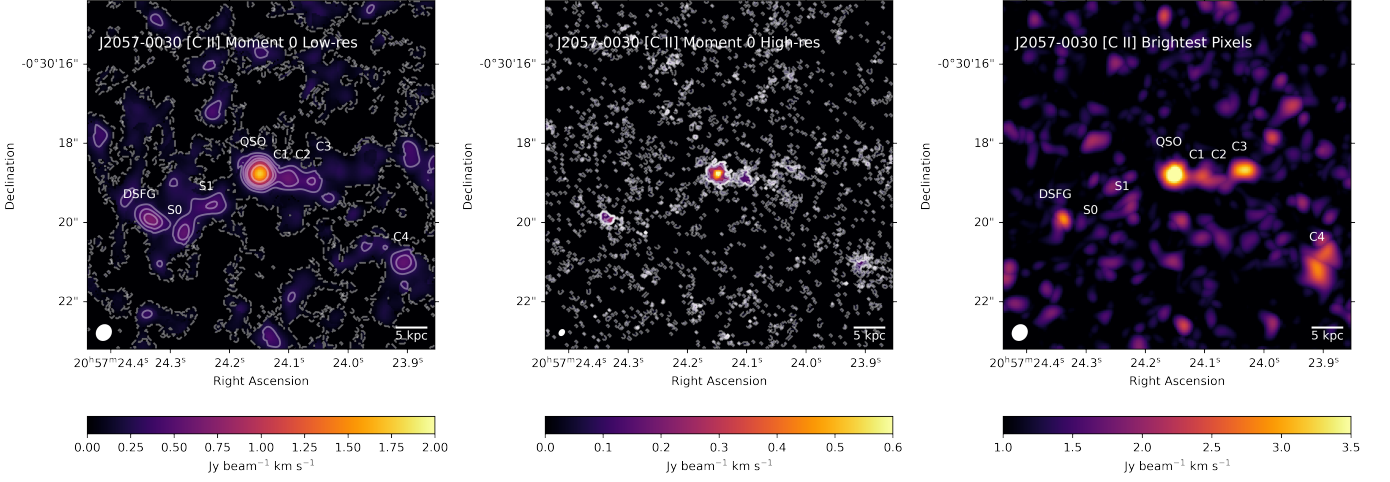 J2057-0030 [C II] Moment 0 Low-res
-0°30'16"
18"
20"
22"
Declination
QSO
C1 C2 C3
DSFG
S1
S0
C4
5 kpc
20ʰ57ᵐ24.4ˢ 24.3ˢ 24.2ˢ 24.1ˢ 24.0ˢ 23.9ˢ
Right Ascension
0.00 0.25 0.50 0.75 1.00 1.25 1.50 1.75 2.00
Jy beam⁻¹ km s⁻¹
J2057-0030 [C II] Moment 0 High-res
-0°30'16"
18"
20"
22"
Declination
5 kpc
20ʰ57ᵐ24.4ˢ 24.3ˢ 24.2ˢ 24.1ˢ 24.0ˢ 23.9ˢ
Right Ascension
0.0 0.1 0.2 0.3 0.4 0.5 0.6
Jy beam⁻¹ km s⁻¹
J2057-0030 [C II] Brightest Pixels
-0°30'16"
18"
20"
22"
Declination
QSO
C1 C2 C3
DSFG
S1
S0
C4
5 kpc
20ʰ57ᵐ24.4ˢ 24.3ˢ 24.2ˢ 24.1ˢ 24.0ˢ 23.9ˢ
Right Ascension
1.0 1.5 2.0 2.5 3.0 3.5
Jy beam⁻¹ km s⁻¹